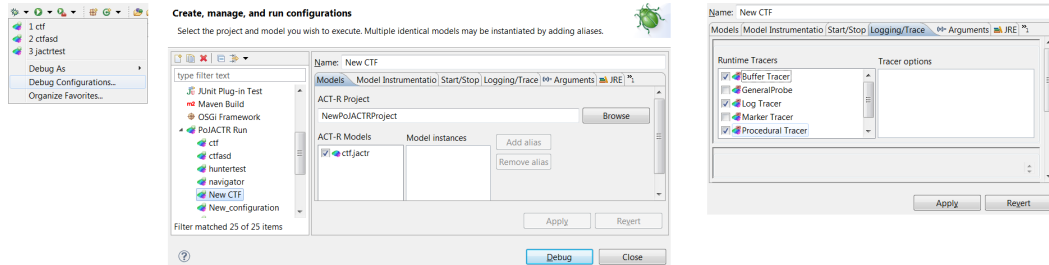 1 ctf
2 ctfasd
3 jactrtest
Debug As
Debug Configurations...
Organize Favorites...
Create, manage, and run configurations
Select the project and model you wish to execute. Multiple identical models may be instantiated by adding aliases.
type filter text
JUnit Plug-in Test
Maven Build
OSGi Framework
PoJACTR Run
ctf
ctfasd
huntertest
navigator
New CTF
New_configuration
Filter matched 25 of 25 items
Name: New CTF
Models Model Instrumentatio Start/Stop Logging/Trace (x)= Arguments JRE »1
ACT-R Project
NewPoJACTRProject Browse
ACT-R Models Model instances
ctf.jactr
Add alias
Remove alias
Apply Revert
Debug Close
Name: New CTF
Models Model Instrumentatio Start/Stop Logging/Trace (x)= Arguments JRE »1
Runtime Tracers Tracer options
Buffer Tracer
GeneralProbe
Log Tracer
Marker Tracer
Procedural Tracer
Apply Revert